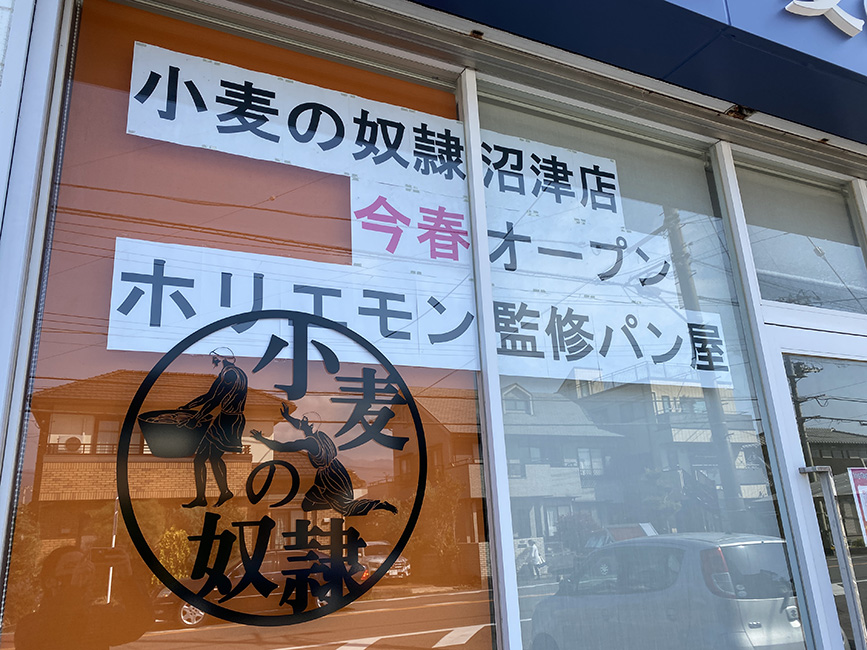 小麦の奴隷 沼津店
今春オープン
ホリエモン監修パン屋
小麦
の
奴隷